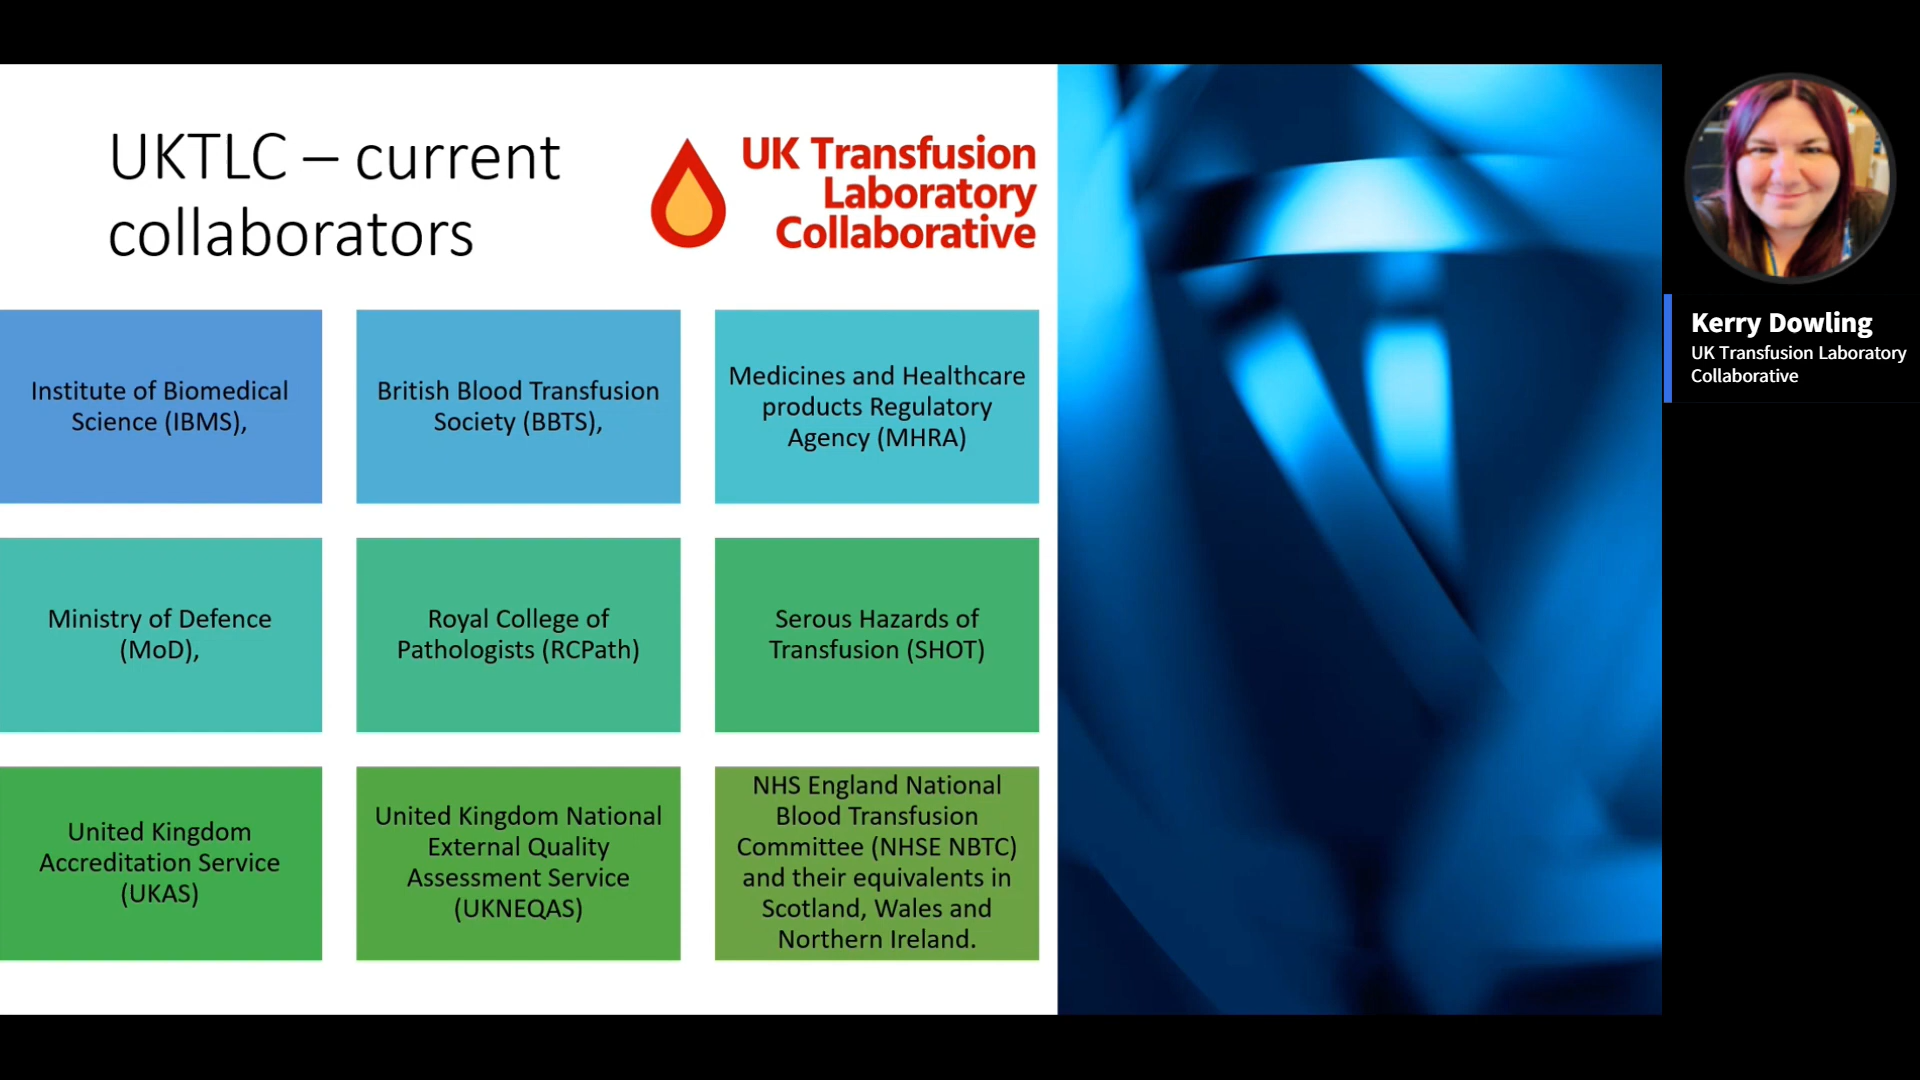 UKTLC – current
collaborators
UK Transfusion
Laboratory
Collaborative
Institute of Biomedical
Science (IBMS),
British Blood Transfusion
Society (BBTS),
Medicines and Healthcare
products Regulatory
Agency (MHRA)
Ministry of Defence
(MoD),
Royal College of
Pathologists (RCPath)
Serous Hazards of
Transfusion (SHOT)
United Kingdom
Accreditation Service
(UKAS)
United Kingdom National
External Quality
Assessment Service
(UKNEQAS)
NHS England National
Blood Transfusion
Committee (NHSE NBTC)
and their equivalents in
Scotland, Wales and
Northern Ireland.
Kerry Dowling
UK Transfusion Laboratory
Collaborative